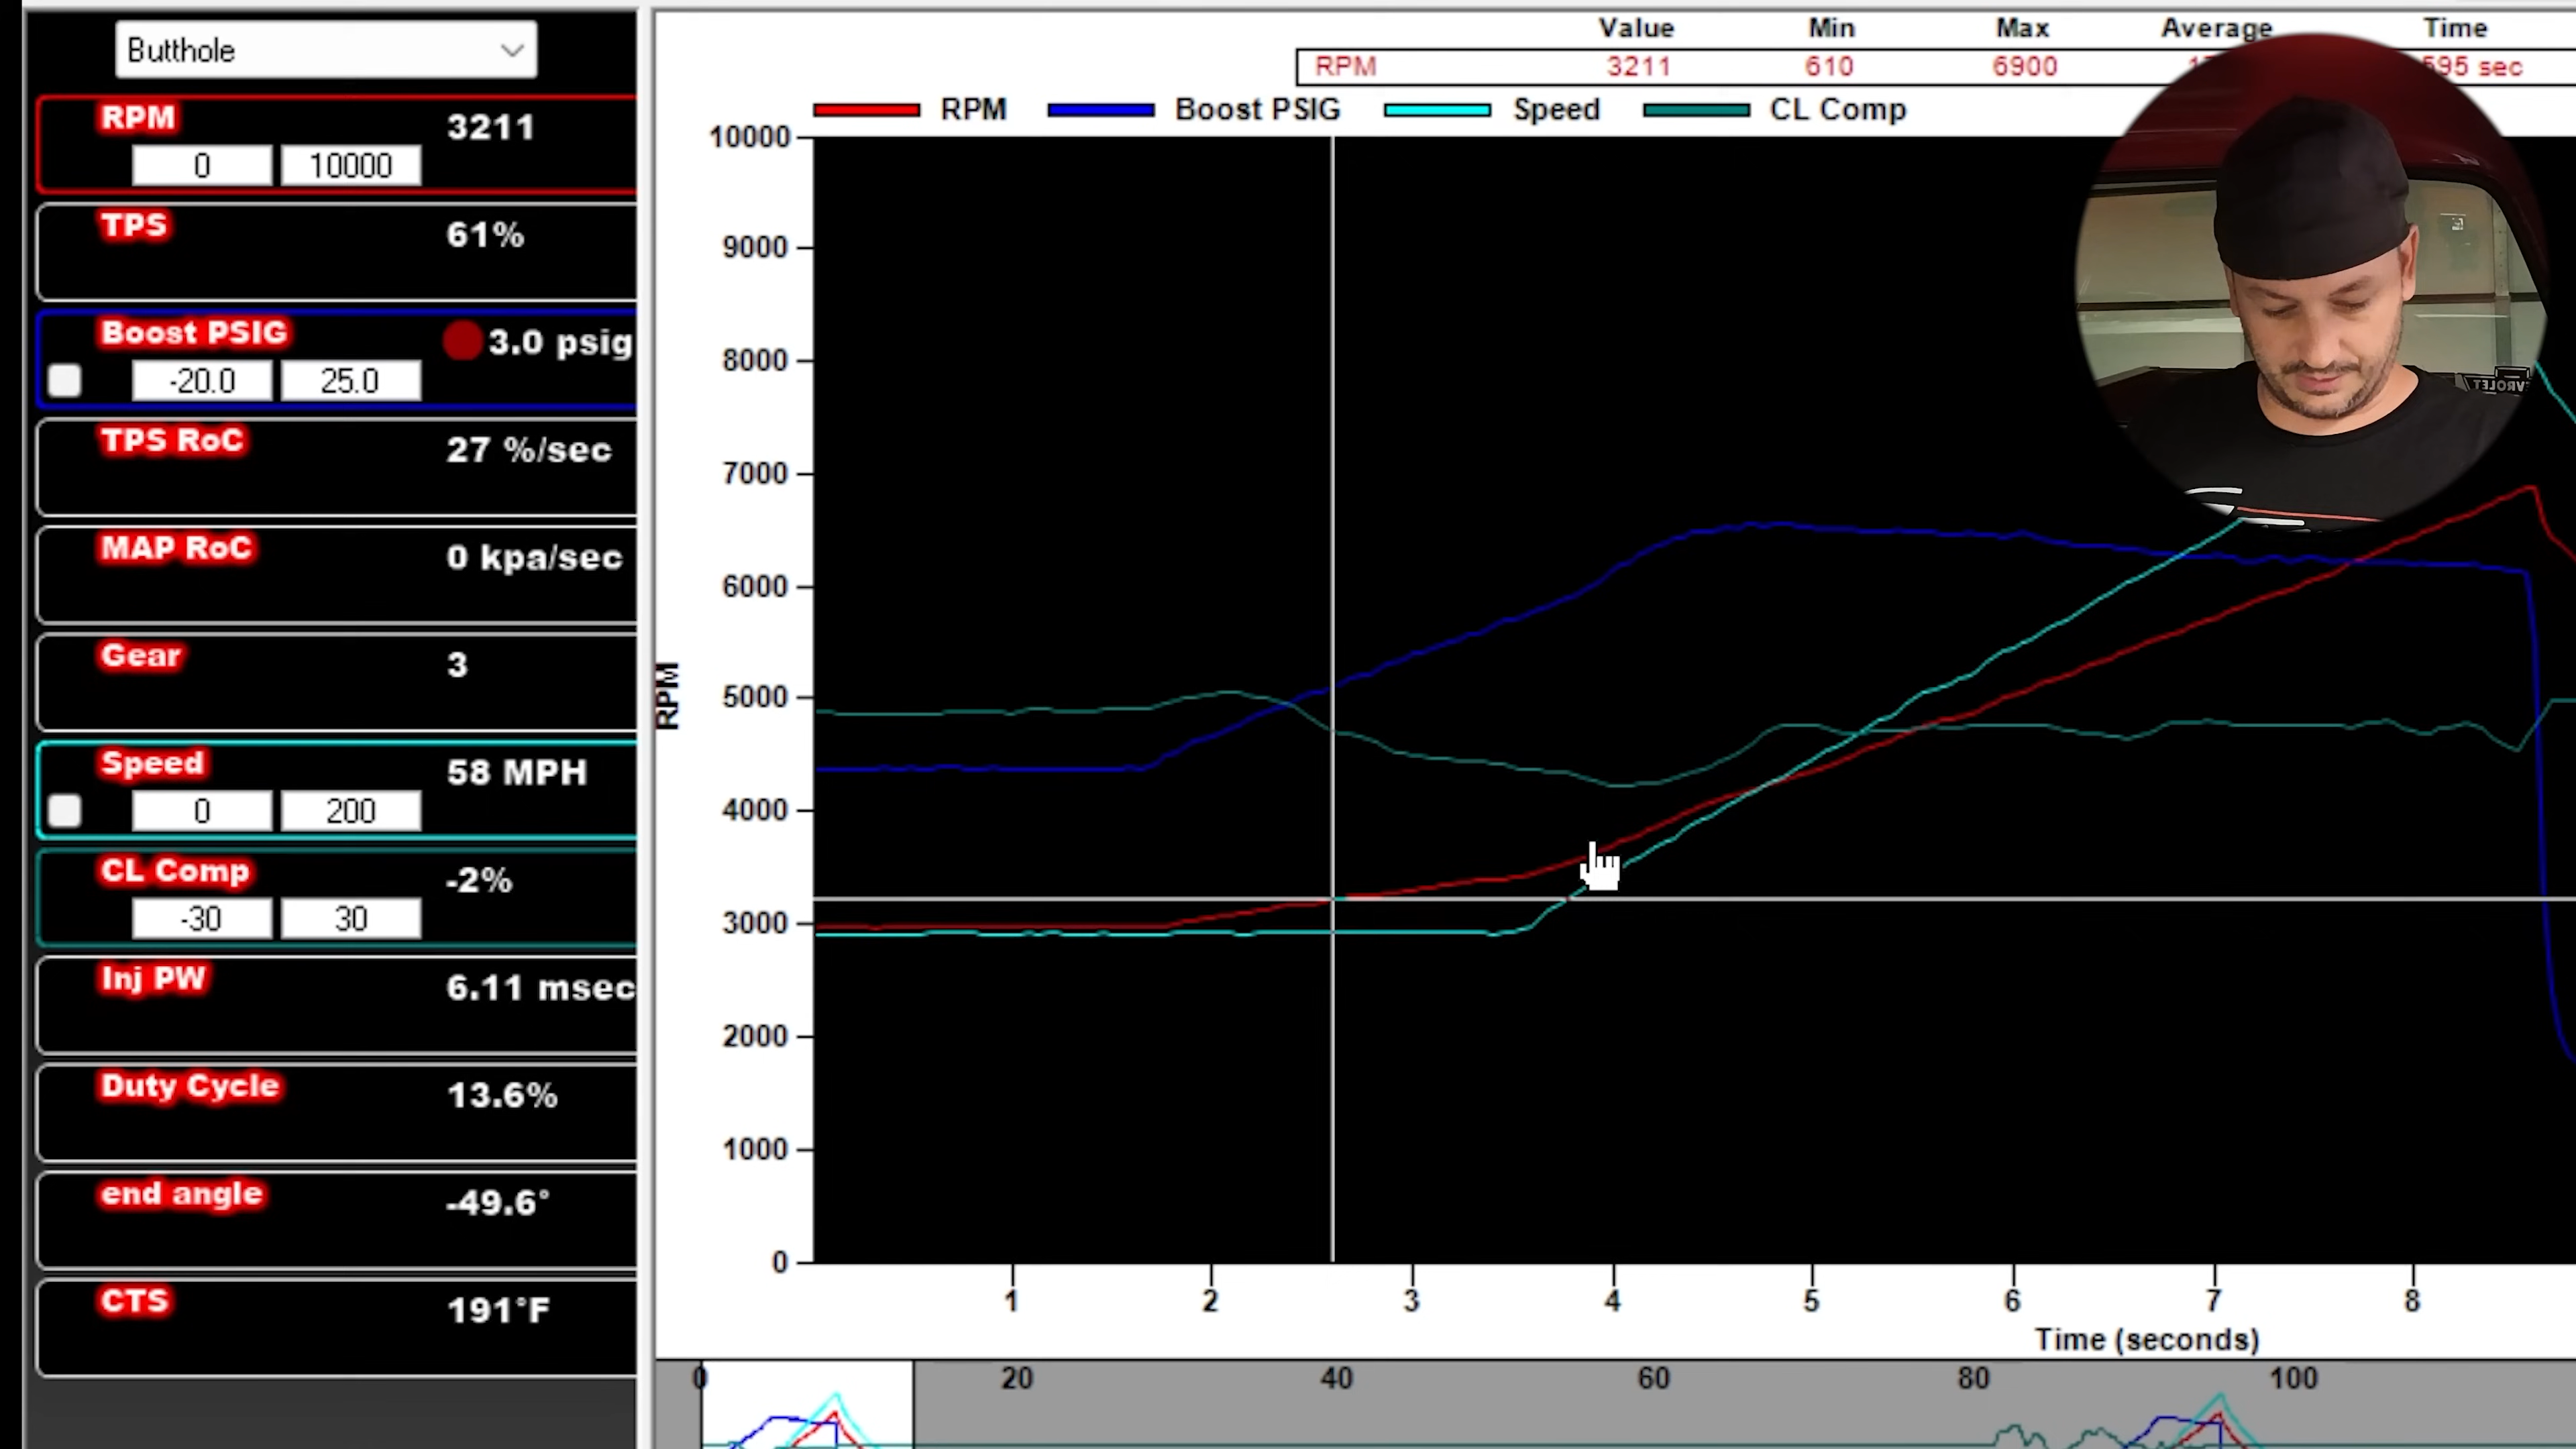 Butthole
RPM 3211
0 10000
TPS 61%
Boost PSIG 3.0 psig
-20.0 25.0
TPS RoC 27 %/sec
MAP RoC 0 kpa/sec
Gear 3
Speed 58 MPH
0 200
CL Comp -2%
-30 30
Inj PW 6.11 msec
Duty Cycle 13.6%
end angle -49.6°
CTS 191°F
Value Min Max Average Time
RPM 3211 610 6900 595 sec
RPM Boost PSIG Speed CL Comp
10000
9000
8000
7000
6000
5000
4000
3000
2000
1000
0
RPM
1 2 3 4 5 6 7 8
Time (seconds)
0 20 40 60 80 100